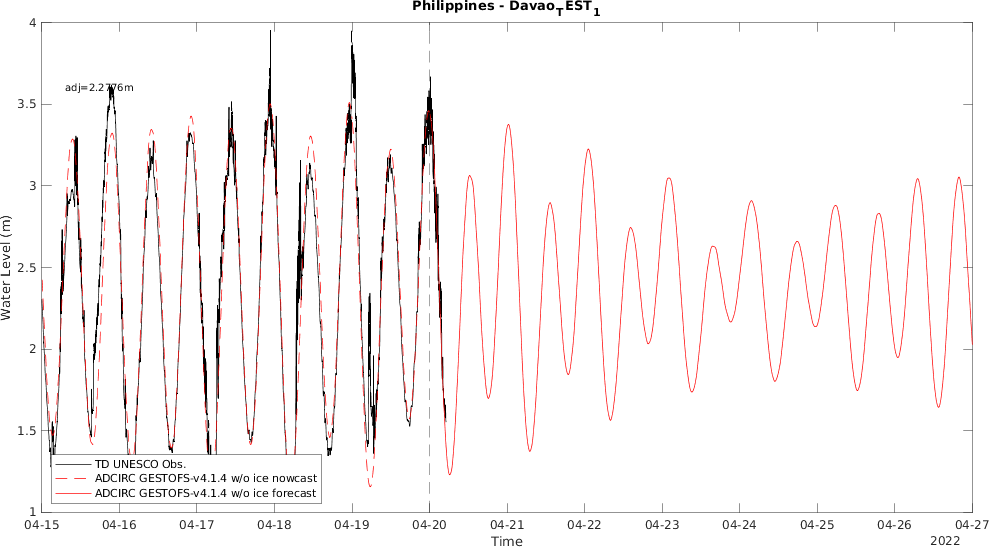 Philippines - Davao_TEST_1
4
adj=2.2776m
3.5
3
2.5
2
1.5
1
Water Level (m)
TD UNESCO Obs.
ADCIRC GESTOFS-v4.1.4 w/o ice nowcast
ADCIRC GESTOFS-v4.1.4 w/o ice forecast
04-15 04-16 04-17 04-18 04-19 04-20 04-21 04-22 04-23 04-24 04-25 04-26 04-27
Time
2022